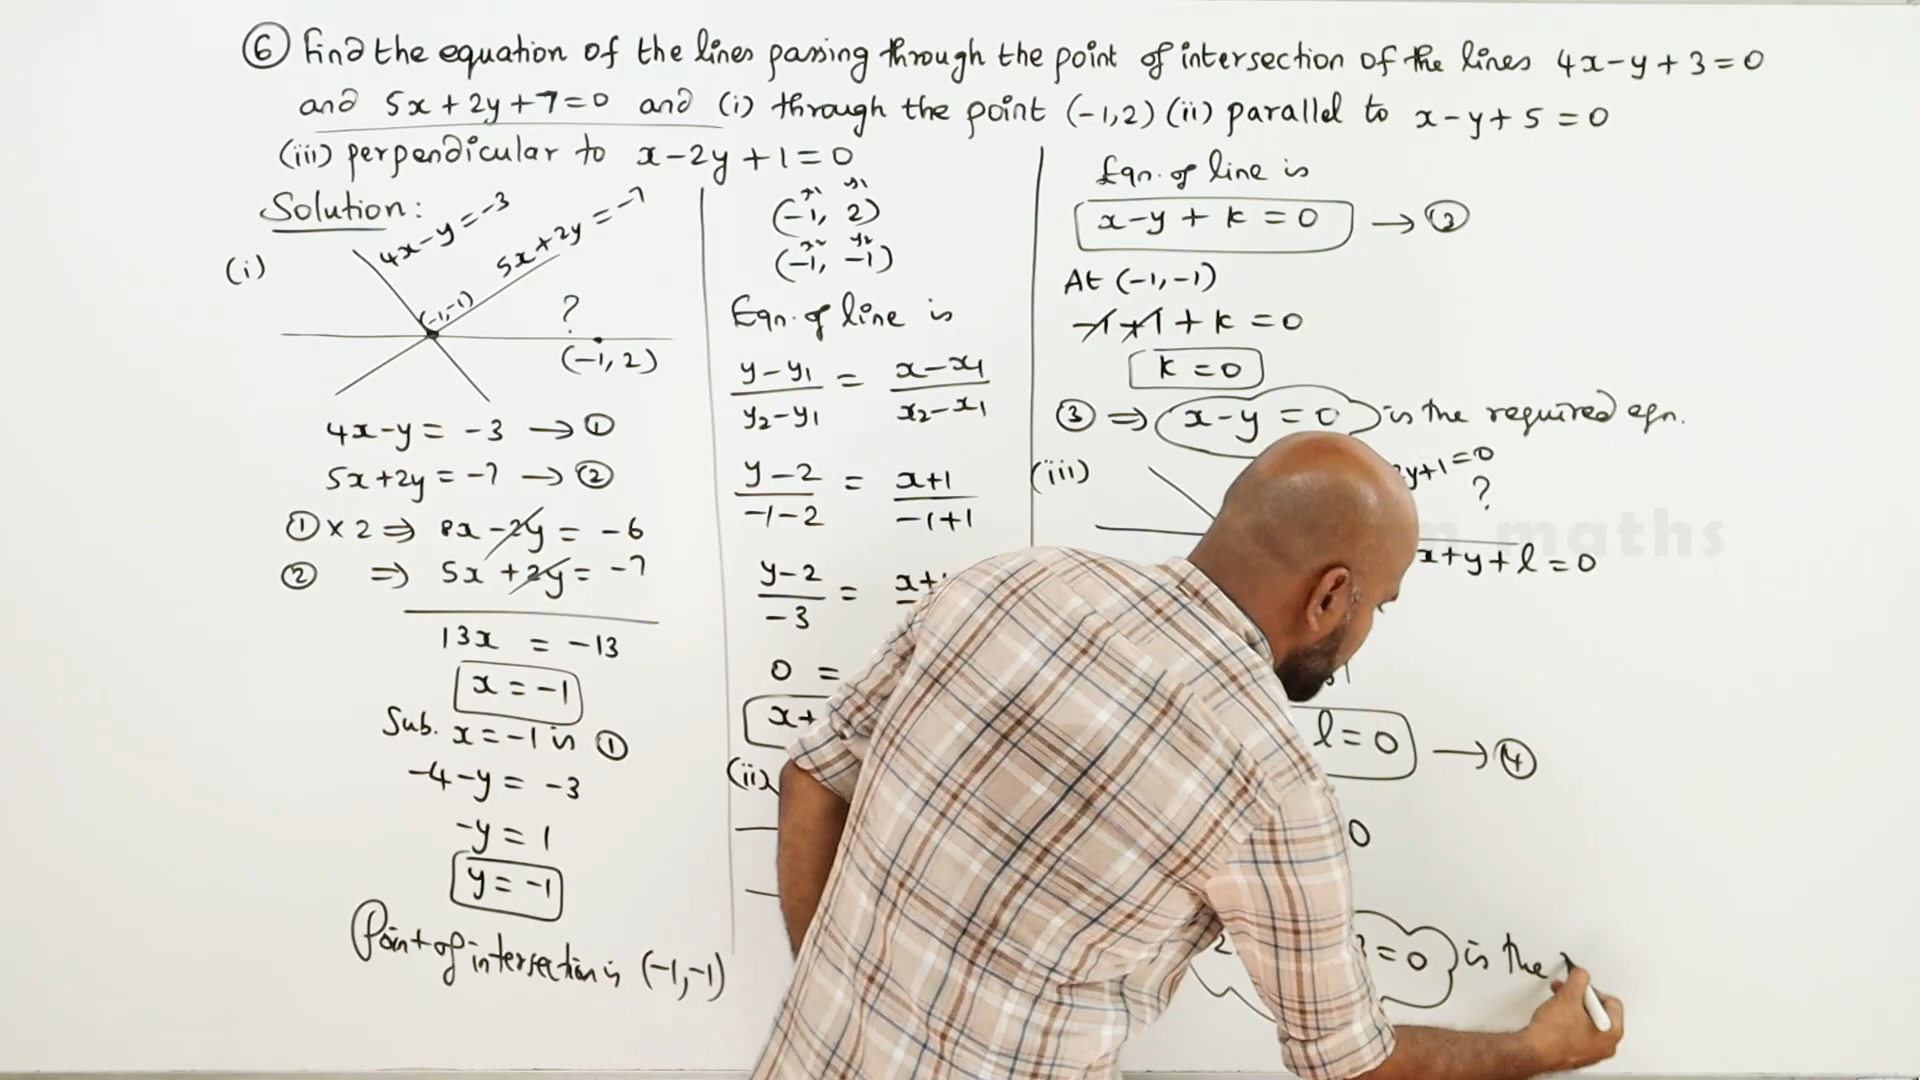 ⑥ Find the equation of the lines passing through the point of intersection of the lines 4x-y+3=0
and 5x+2y+7=0 and (i) through the point (-1,2) (ii) parallel to x-y+5=0
(iii) perpendicular to x-2y+1=0
Solution:
(i)
4x-y=-3
5x+2y=-7
(-1,-1)
?
(-1,2)
4x-y = -3 → ①
5x+2y = -7 → ②
①×2 ⇒ 8x-2y = -6
② ⇒ 5x+2y = -7
13x = -13
x = -1
Sub. x=-1 in ①
-4-y = -3
-y = 1
y = -1
Point of intersection is (-1,-1)
x1 y1
(-1, 2)
x2 y2
(-1, -1)
Eqn. of line is
y-y1 / y2-y1 = x-x1 / x2-x1
y-2 / -1-2 = x+1 / -1+1
y-2 / -3 = x+
0 =
x+
(ii)
Eqn. of line is
x-y+k=0 → ③
At (-1,-1)
-1+1+k=0
k=0
③ ⇒ x-y=0 is the required eqn.
(iii)
y+1=0
?
x+y+l=0
l=0 → ④
0
2
=0 is the
maths